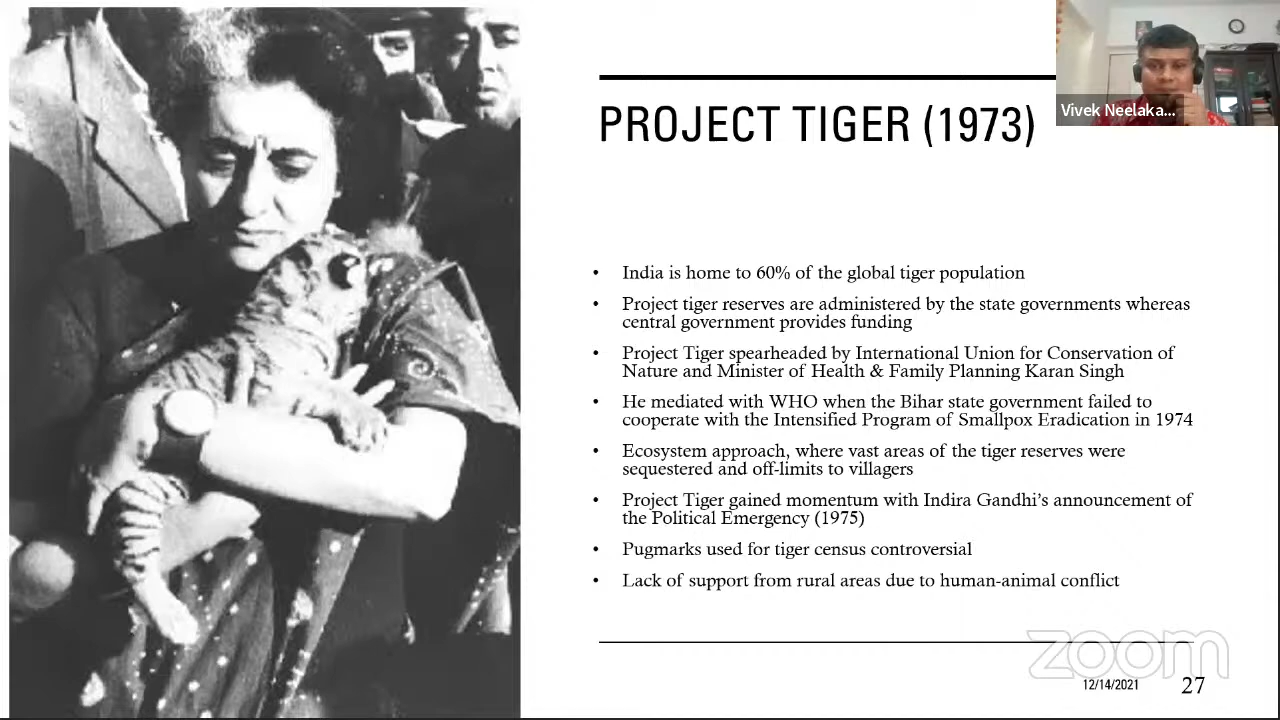 PROJECT TIGER (1973)
Vivek Neelaka...
• India is home to 60% of the global tiger population
• Project tiger reserves are administered by the state governments whereas
central government provides funding
• Project Tiger spearheaded by International Union for Conservation of
Nature and Minister of Health & Family Planning Karan Singh
• He mediated with WHO when the Bihar state government failed to
cooperate with the Intensified Program of Smallpox Eradication in 1974
• Ecosystem approach, where vast areas of the tiger reserves were
sequestered and off-limits to villagers
• Project Tiger gained momentum with Indira Gandhi’s announcement of
the Political Emergency (1975)
• Pugmarks used for tiger census controversial
• Lack of support from rural areas due to human-animal conflict
zoom
12/14/2021
27